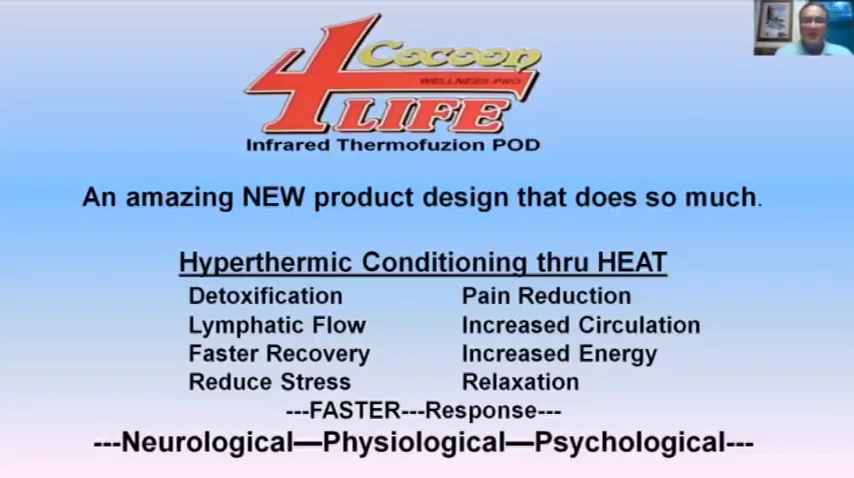 Cocoon
WELLNESS PRO
4 LIFE
Infrared Thermofuzion POD
An amazing NEW product design that does so much.
Hyperthermic Conditioning thru HEAT
Detoxification Pain Reduction
Lymphatic Flow Increased Circulation
Faster Recovery Increased Energy
Reduce Stress Relaxation
---FASTER---Response---
---Neurological—Physiological—Psychological---